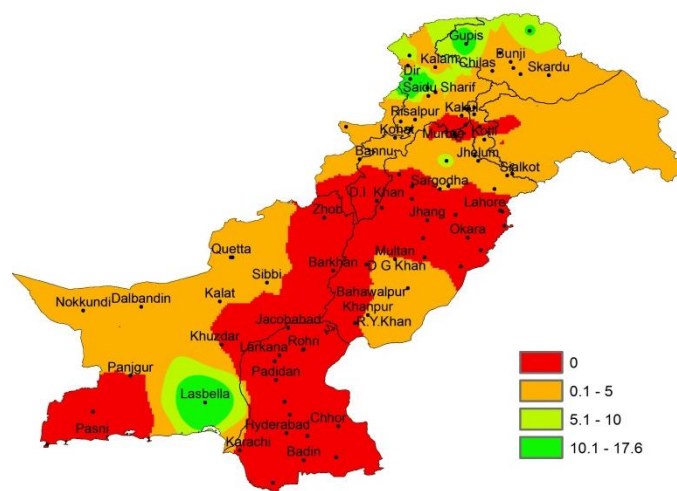 Gupis
Kalam
Chilas
Bunji
Skardu
Dir
Saidu Sharif
Risalpur
Kakul
Kohat
Murree
Kotli
Bannu
Jhelum
Sialkot
Sargodha
D.I. Khan
Zhob
Jhang
Lahore
Okara
Quetta
Multan
Barkhan
D G Khan
Sibbi
Bahawalpur
Nokkundi
Dalbandin
Kalat
Khanpur
R.Y.Khan
Jacobabad
Khuzdar
Rohri
Larkana
Panjgur
Padidan
Lasbella
Pasni
Hyderabad
Chhor
Karachi
Badin
0
0.1 - 5
5.1 - 10
10.1 - 17.6